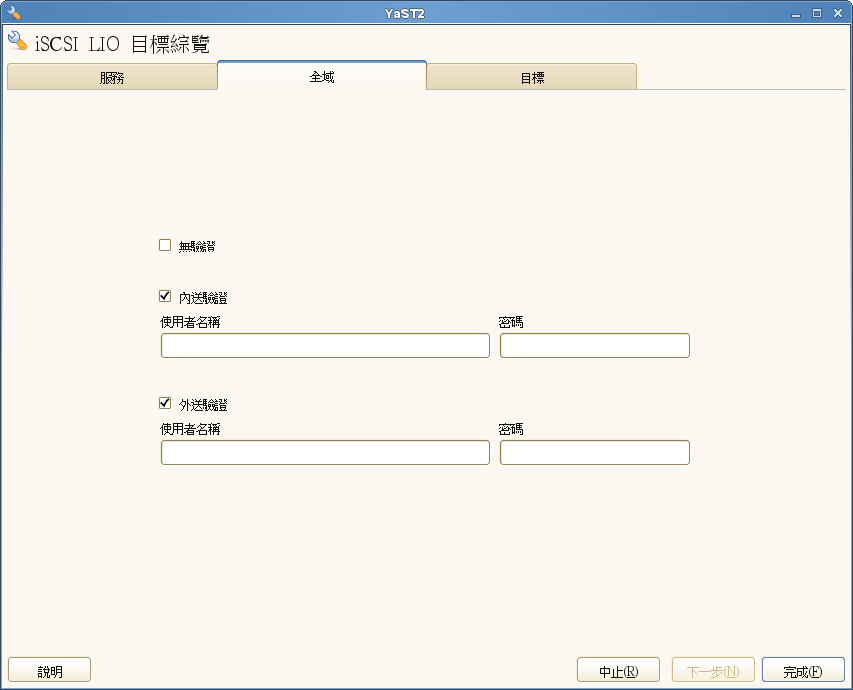 YaST2
iSCSI LIO 目標綜覽
服務 全域 目標
無驗證
內送驗證
使用者名稱 密碼
外送驗證
使用者名稱 密碼
說明 中止(R) 下一步(N) 完成(F)